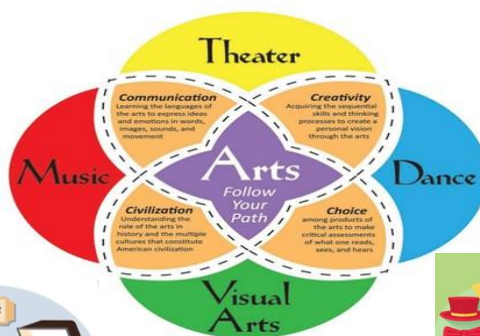 Theater
Communication
Learning the languages of
the arts to express ideas
and emotions in words,
images, sounds, and
movement
Creativity
Acquiring the sequential
skills and thinking
processes to create a
personal vision
through the arts
Music
Arts
Follow
Your
Path
Dance
Civilization
Understanding the
role of the arts in
history and the multiple
cultures that constitute
American civilization
Choice
among products of
the arts to make
critical assessments
of what one reads,
sees, and hears
Visual
Arts